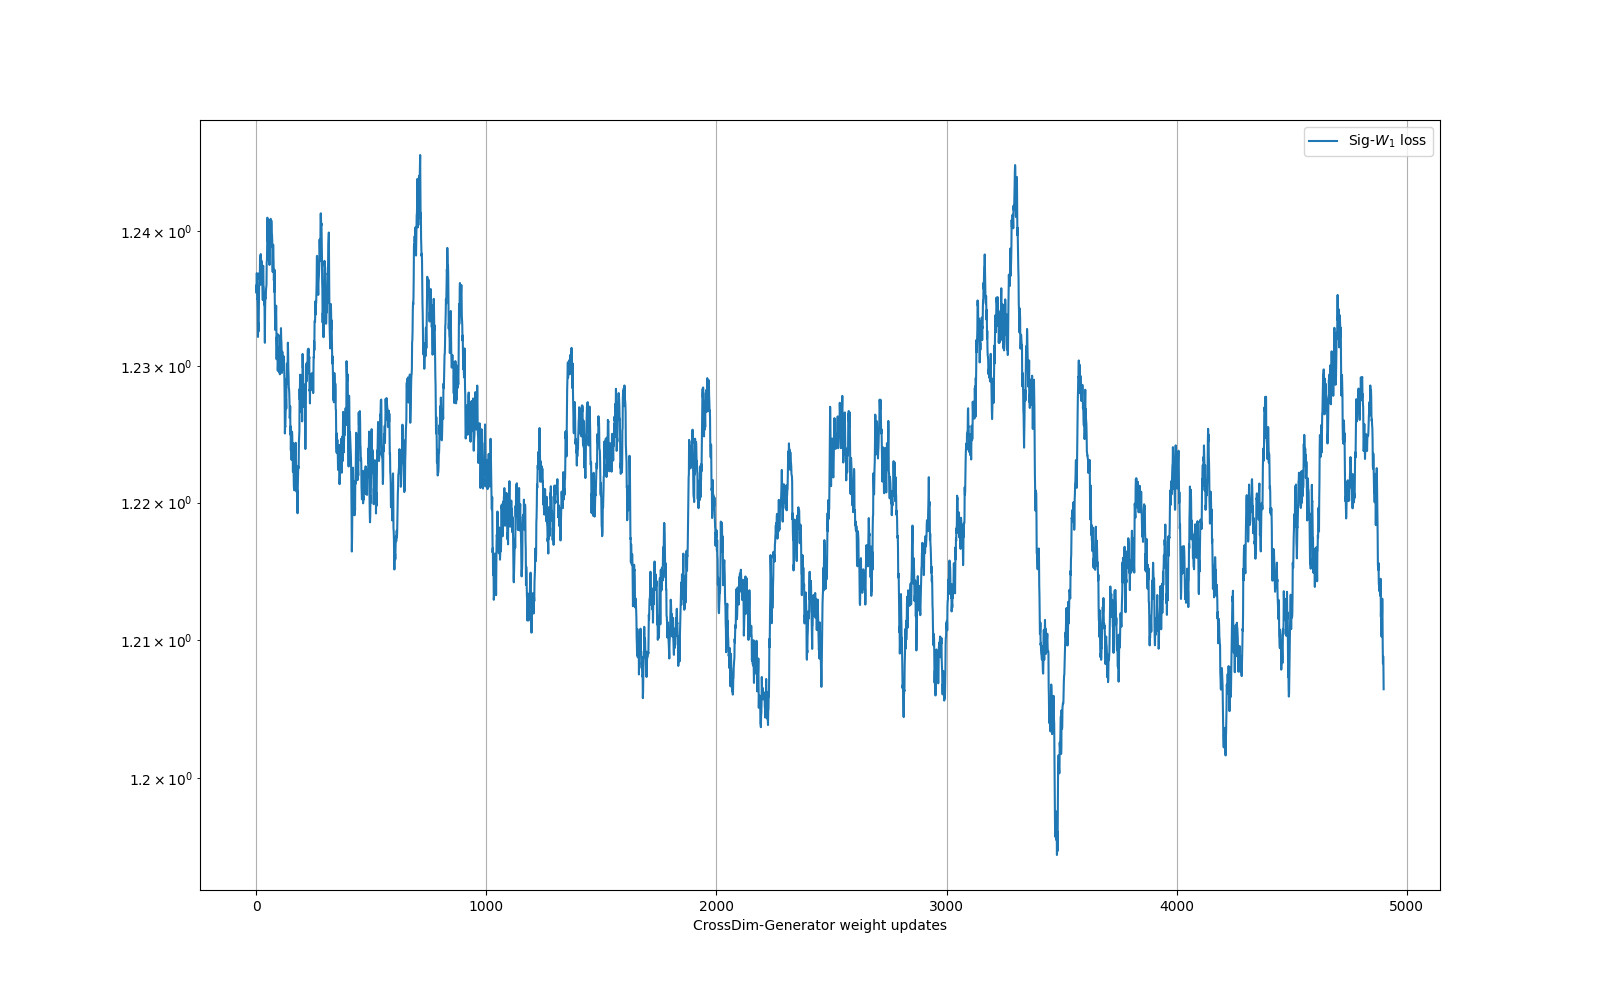 Sig-W₁ loss
1.24 × 10⁰
1.23 × 10⁰
1.22 × 10⁰
1.21 × 10⁰
1.2 × 10⁰
0 1000 2000 3000 4000 5000
CrossDim-Generator weight updates